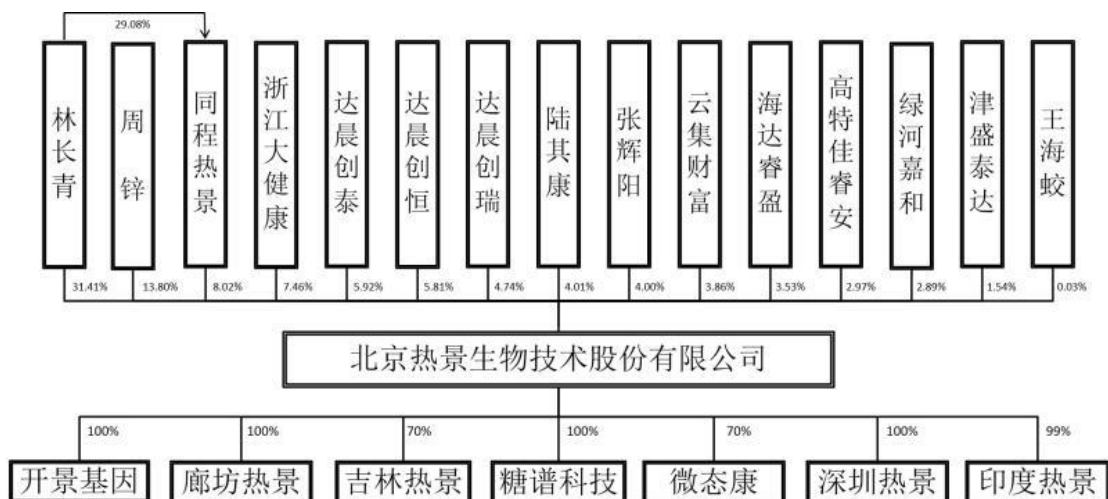 29.08%
林长青
周锌
同程热景
浙江大健康
达晨创泰
达晨创恒
达晨创瑞
陆其康
张辉阳
云集财富
海达睿盈
高特佳睿安
绿河嘉和
津盛泰达
王海蛟
31.41% 13.80% 8.02% 7.46% 5.92% 5.81% 4.74% 4.01% 4.00% 3.86% 3.53% 2.97% 2.89% 1.54% 0.03%
北京热景生物技术股份有限公司
100% 100% 70% 100% 70% 100% 99%
开景基因 廊坊热景 吉林热景 糖谱科技 微态康 深圳热景 印度热景